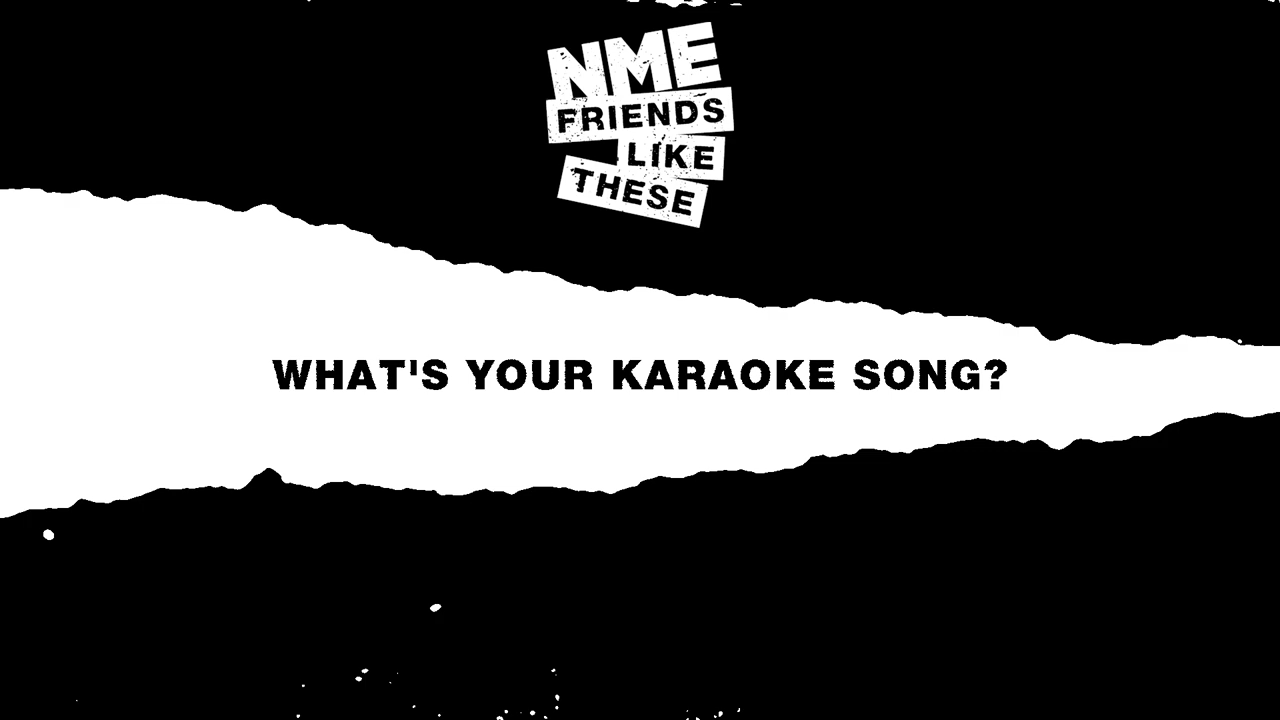 NME
FRIENDS
LIKE
THESE
WHAT'S YOUR KARAOKE SONG?